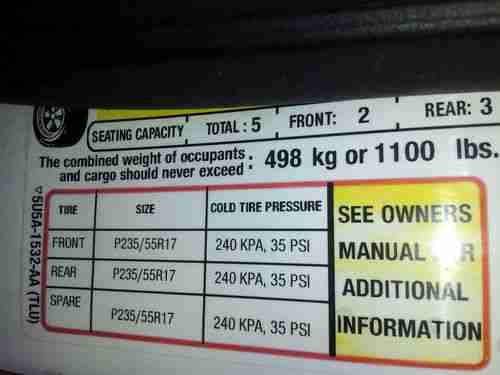 SEATING CAPACITY TOTAL : 5 FRONT: 2 REAR: 3
The combined weight of occupants
and cargo should never exceed : 498 kg or 1100 lbs.
TIRE SIZE COLD TIRE PRESSURE
FRONT P235/55R17 240 KPA, 35 PSI
REAR P235/55R17 240 KPA, 35 PSI
SPARE P235/55R17 240 KPA, 35 PSI
SEE OWNERS
MANUAL
ADDITIONAL
INFORMATION
5U5A-1532-AA (TLU)